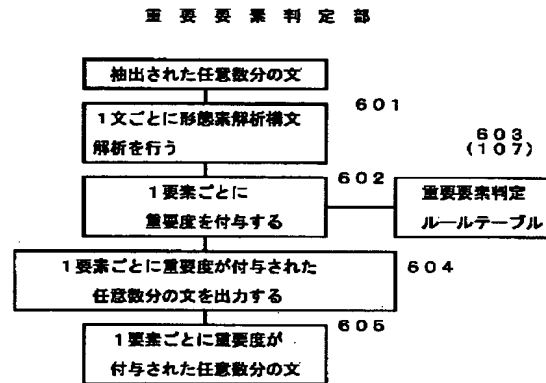 重要要素判定部
抽出された任意数分の文
601
1文ごとに形態素解析構文
解析を行う
603
(107)
602
1要素ごとに
重要度を付与する
重要要素判定
ルールテーブル
604
1要素ごとに重要度が付与された
任意数分の文を出力する
605
1要素ごとに重要度が
付与された任意数分の文